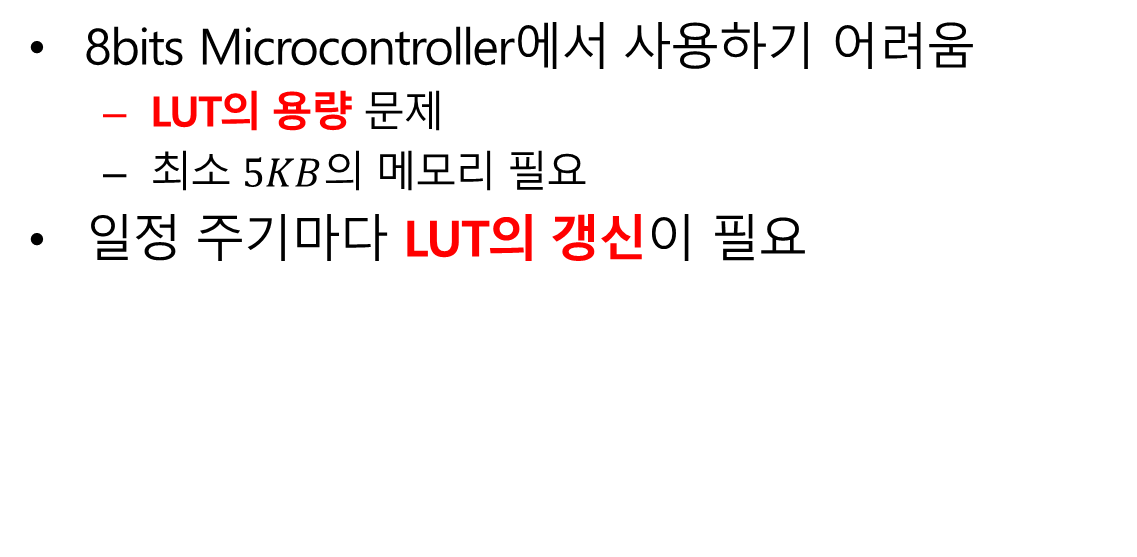 • 8bits Microcontroller에서 사용하기 어려움
– LUT의 용량 문제
– 최소 5KB의 메모리 필요
• 일정 주기마다 LUT의 갱신이 필요